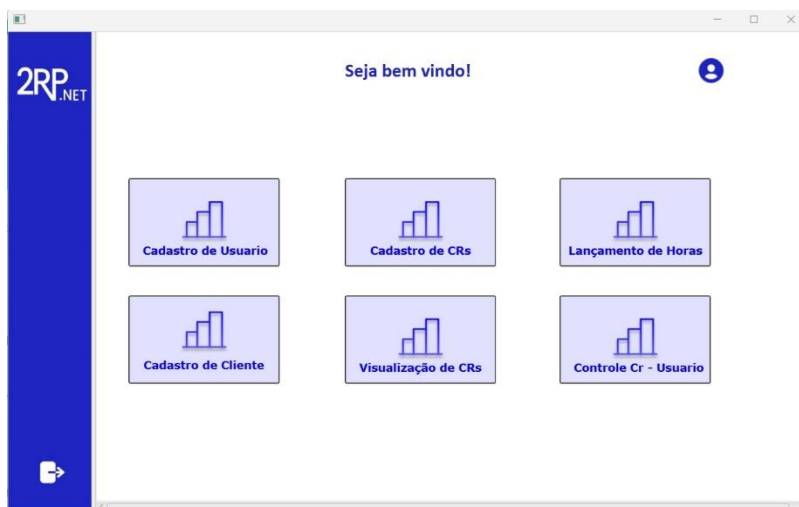 2RP
.NET
Seja bem vindo!
Cadastro de Usuario
Cadastro de CRs
Lançamento de Horas
Cadastro de Cliente
Visualização de CRs
Controle Cr - Usuario